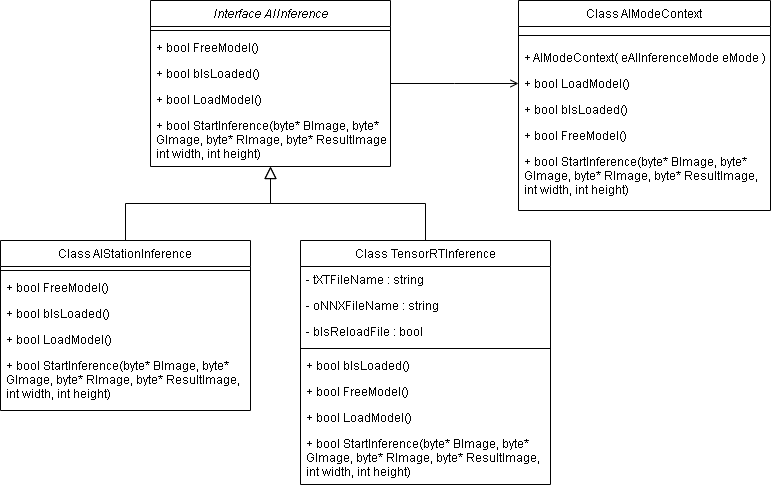 Interface AIInference
+ bool FreeModel()
+ bool bIsLoaded()
+ bool LoadModel()
+ bool StartInference(byte* BImage, byte*
GImage, byte* RImage, byte* ResultImage
int width, int height)
Class AIModeContext
+ AIModeContext( eAIInferenceMode eMode )
+ bool LoadModel()
+ bool bIsLoaded()
+ bool FreeModel()
+ bool StartInference(byte* BImage, byte*
GImage, byte* RImage, byte* ResultImage,
int width, int height)
Class AIStationInference
+ bool FreeModel()
+ bool bIsLoaded()
+ bool LoadModel()
+ bool StartInference(byte* BImage, byte*
GImage, byte* RImage, byte* ResultImage,
int width, int height)
Class TensorRTInference
- tXTFileName : string
- oNNXFileName : string
- bIsReloadFile : bool
+ bool bIsLoaded()
+ bool FreeModel()
+ bool LoadModel()
+ bool StartInference(byte* BImage, byte*
GImage, byte* RImage, byte* ResultImage,
int width, int height)